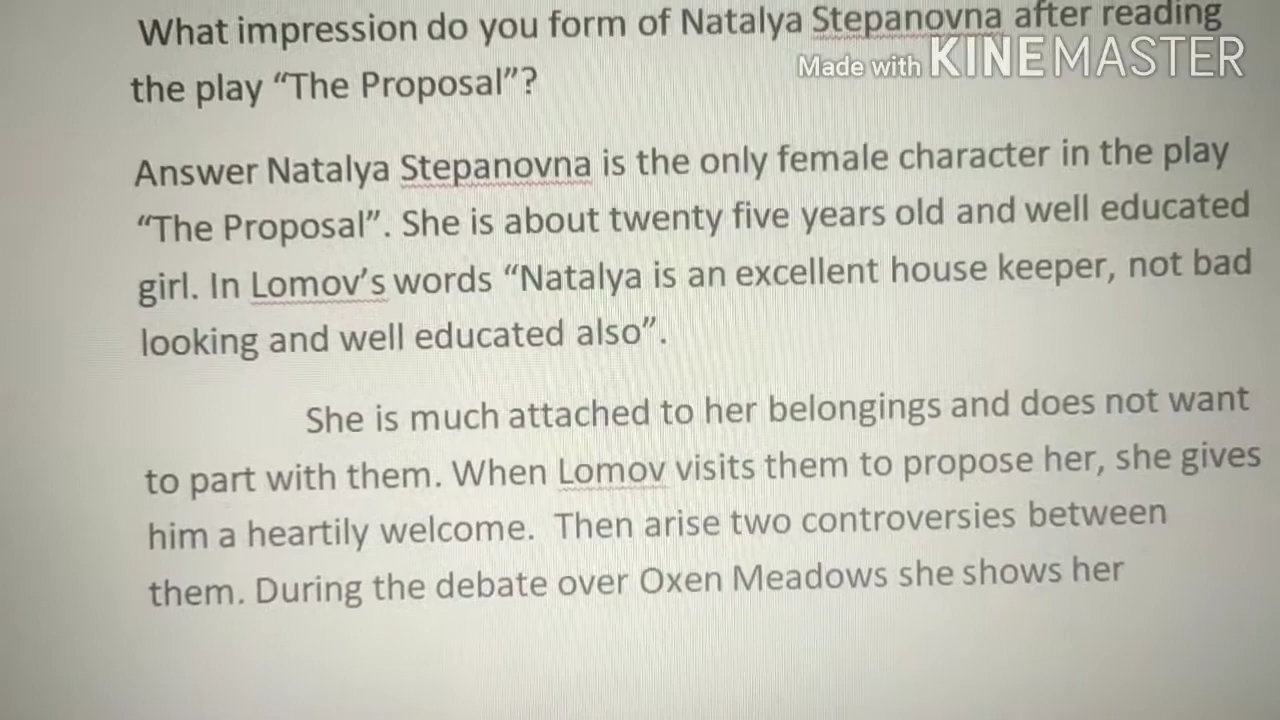 What impression do you form of Natalya Stepanovna after reading
Made with KINEMASTER
the play “The Proposal”?
Answer Natalya Stepanovna is the only female character in the play
“The Proposal”. She is about twenty five years old and well educated
girl. In Lomov’s words “Natalya is an excellent house keeper, not bad
looking and well educated also”.
She is much attached to her belongings and does not want
to part with them. When Lomov visits them to propose her, she gives
him a heartily welcome. Then arise two controversies between
them. During the debate over Oxen Meadows she shows her